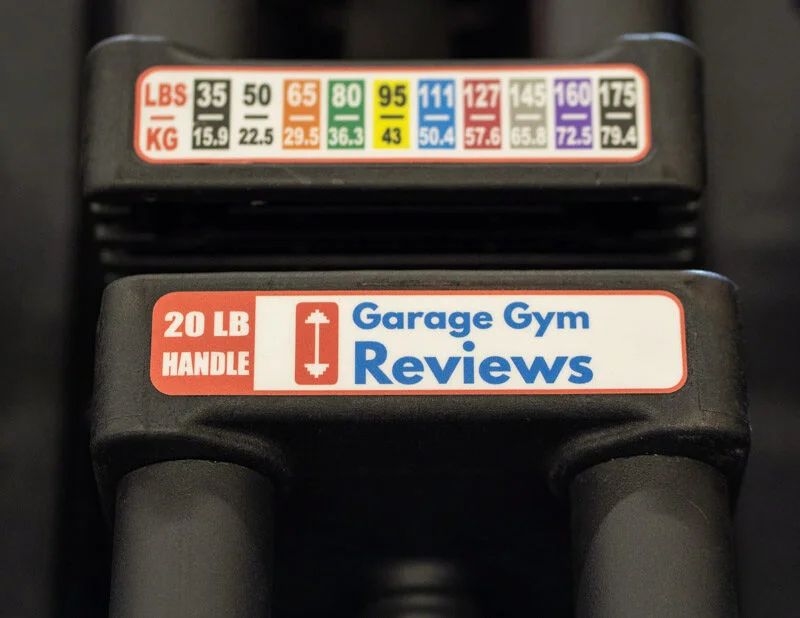 LBS 35 50 65 80 95 111 127 145 160 175
KG 15.9 22.5 29.5 36.3 43 50.4 57.6 65.8 72.5 79.4
20 LB
HANDLE
Garage Gym
Reviews